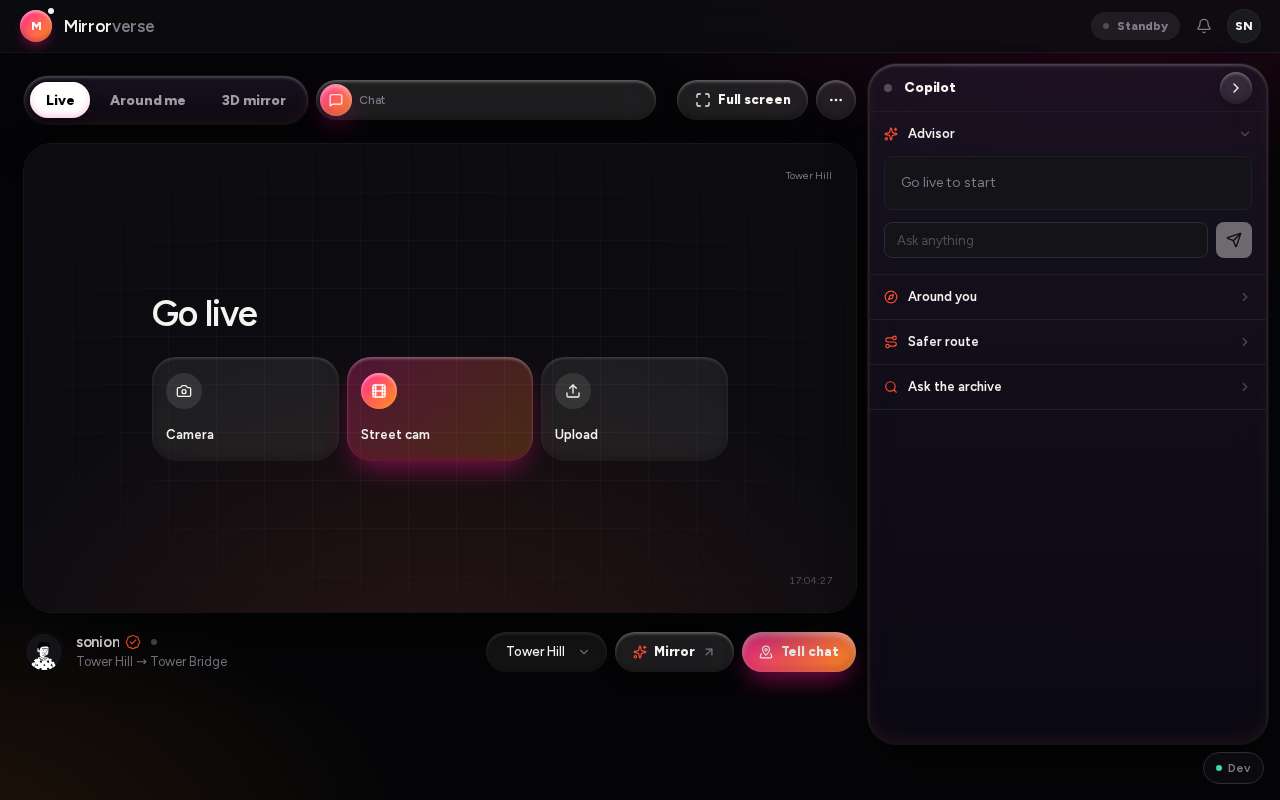 M
Mirrorverse
Standby
SN
Live
Around me
3D mirror
Chat
Full screen
Copilot
Advisor
Go live to start
Ask anything
Around you
Safer route
Ask the archive
Tower Hill
Go live
Camera
Street cam
Upload
17:04:27
sonion
Tower Hill → Tower Bridge
Tower Hill
Mirror
Tell chat
Dev